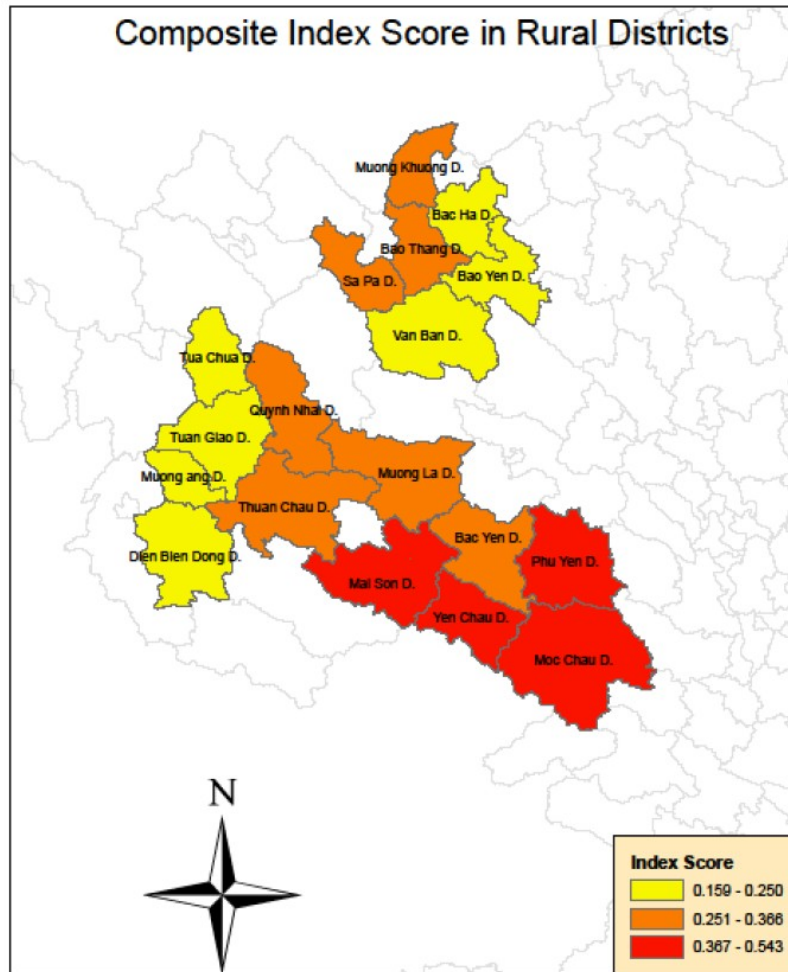 Composite Index Score in Rural Districts
Muong Khuong D.
Bac Ha D.
Bao Thang D.
Sa Pa D.
Bao Yen D.
Van Ban D.
Tua Chua D.
Quynh Nhai D.
Tuan Giao D.
Muong ang D.
Muong La D.
Thuan Chau D.
Bac Yen D.
Dien Bien Dong D.
Phu Yen D.
Mai Son D.
Yen Chau D.
Moc Chau D.
N
Index Score
0.159 - 0.250
0.251 - 0.366
0.367 - 0.543